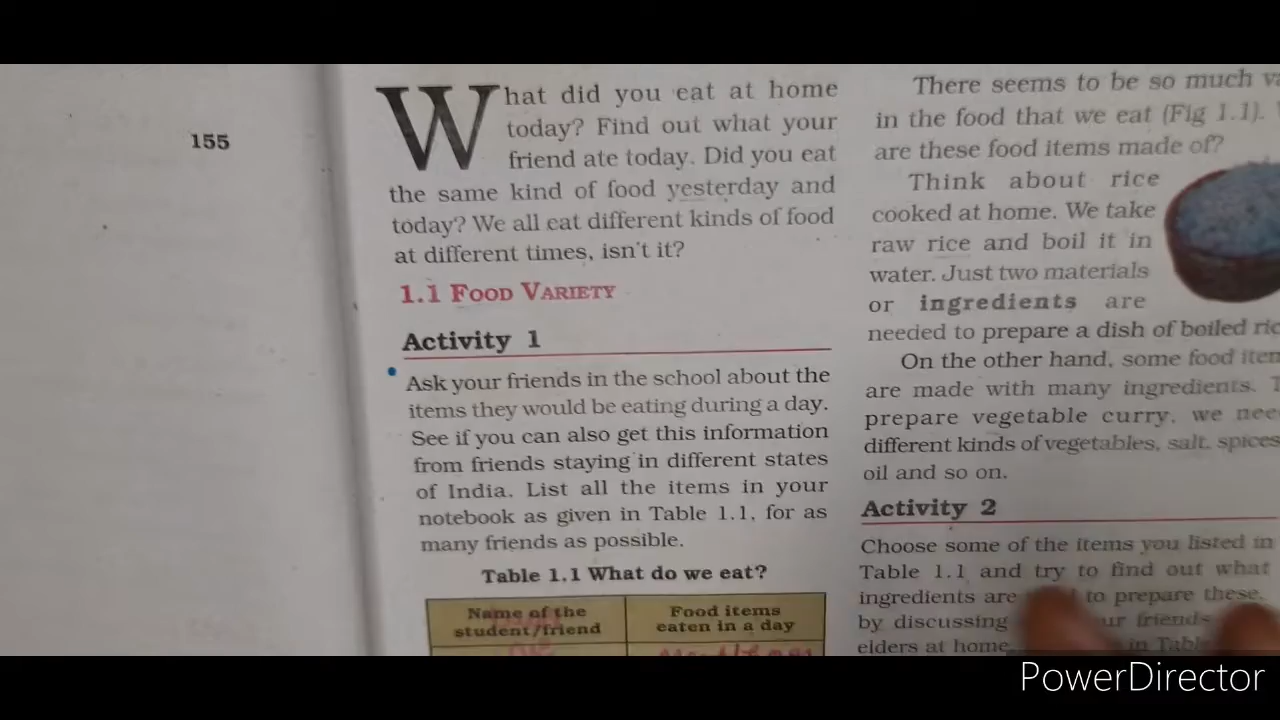 155
What did you eat at home
today? Find out what your
friend ate today. Did you eat
the same kind of food yesterday and
today? We all eat different kinds of food
at different times, isn't it?
1.1 FOOD VARIETY
Activity 1
Ask your friends in the school about the
items they would be eating during a day.
See if you can also get this information
from friends staying in different states
of India. List all the items in your
notebook as given in Table 1.1, for as
many friends as possible.
Table 1.1 What do we eat?
Name of the
student/friend
Food items
eaten in a day
There seems to be so much
in the food that we eat (Fig 1.1).
are these food items made of?
Think about rice
cooked at home. We take
raw rice and boil it in
water. Just two materials
or ingredients are
needed to prepare a dish of boiled
On the other hand, some food
are made with many ingredients.
prepare vegetable curry, we
different kinds of vegetables, salt, spices
oil and so on.
Activity 2
Choose some of the items you listed in
Table 1.1 and try to find out what
ingredients are to prepare these,
by discussing friends
elders at home. in
PowerDirector